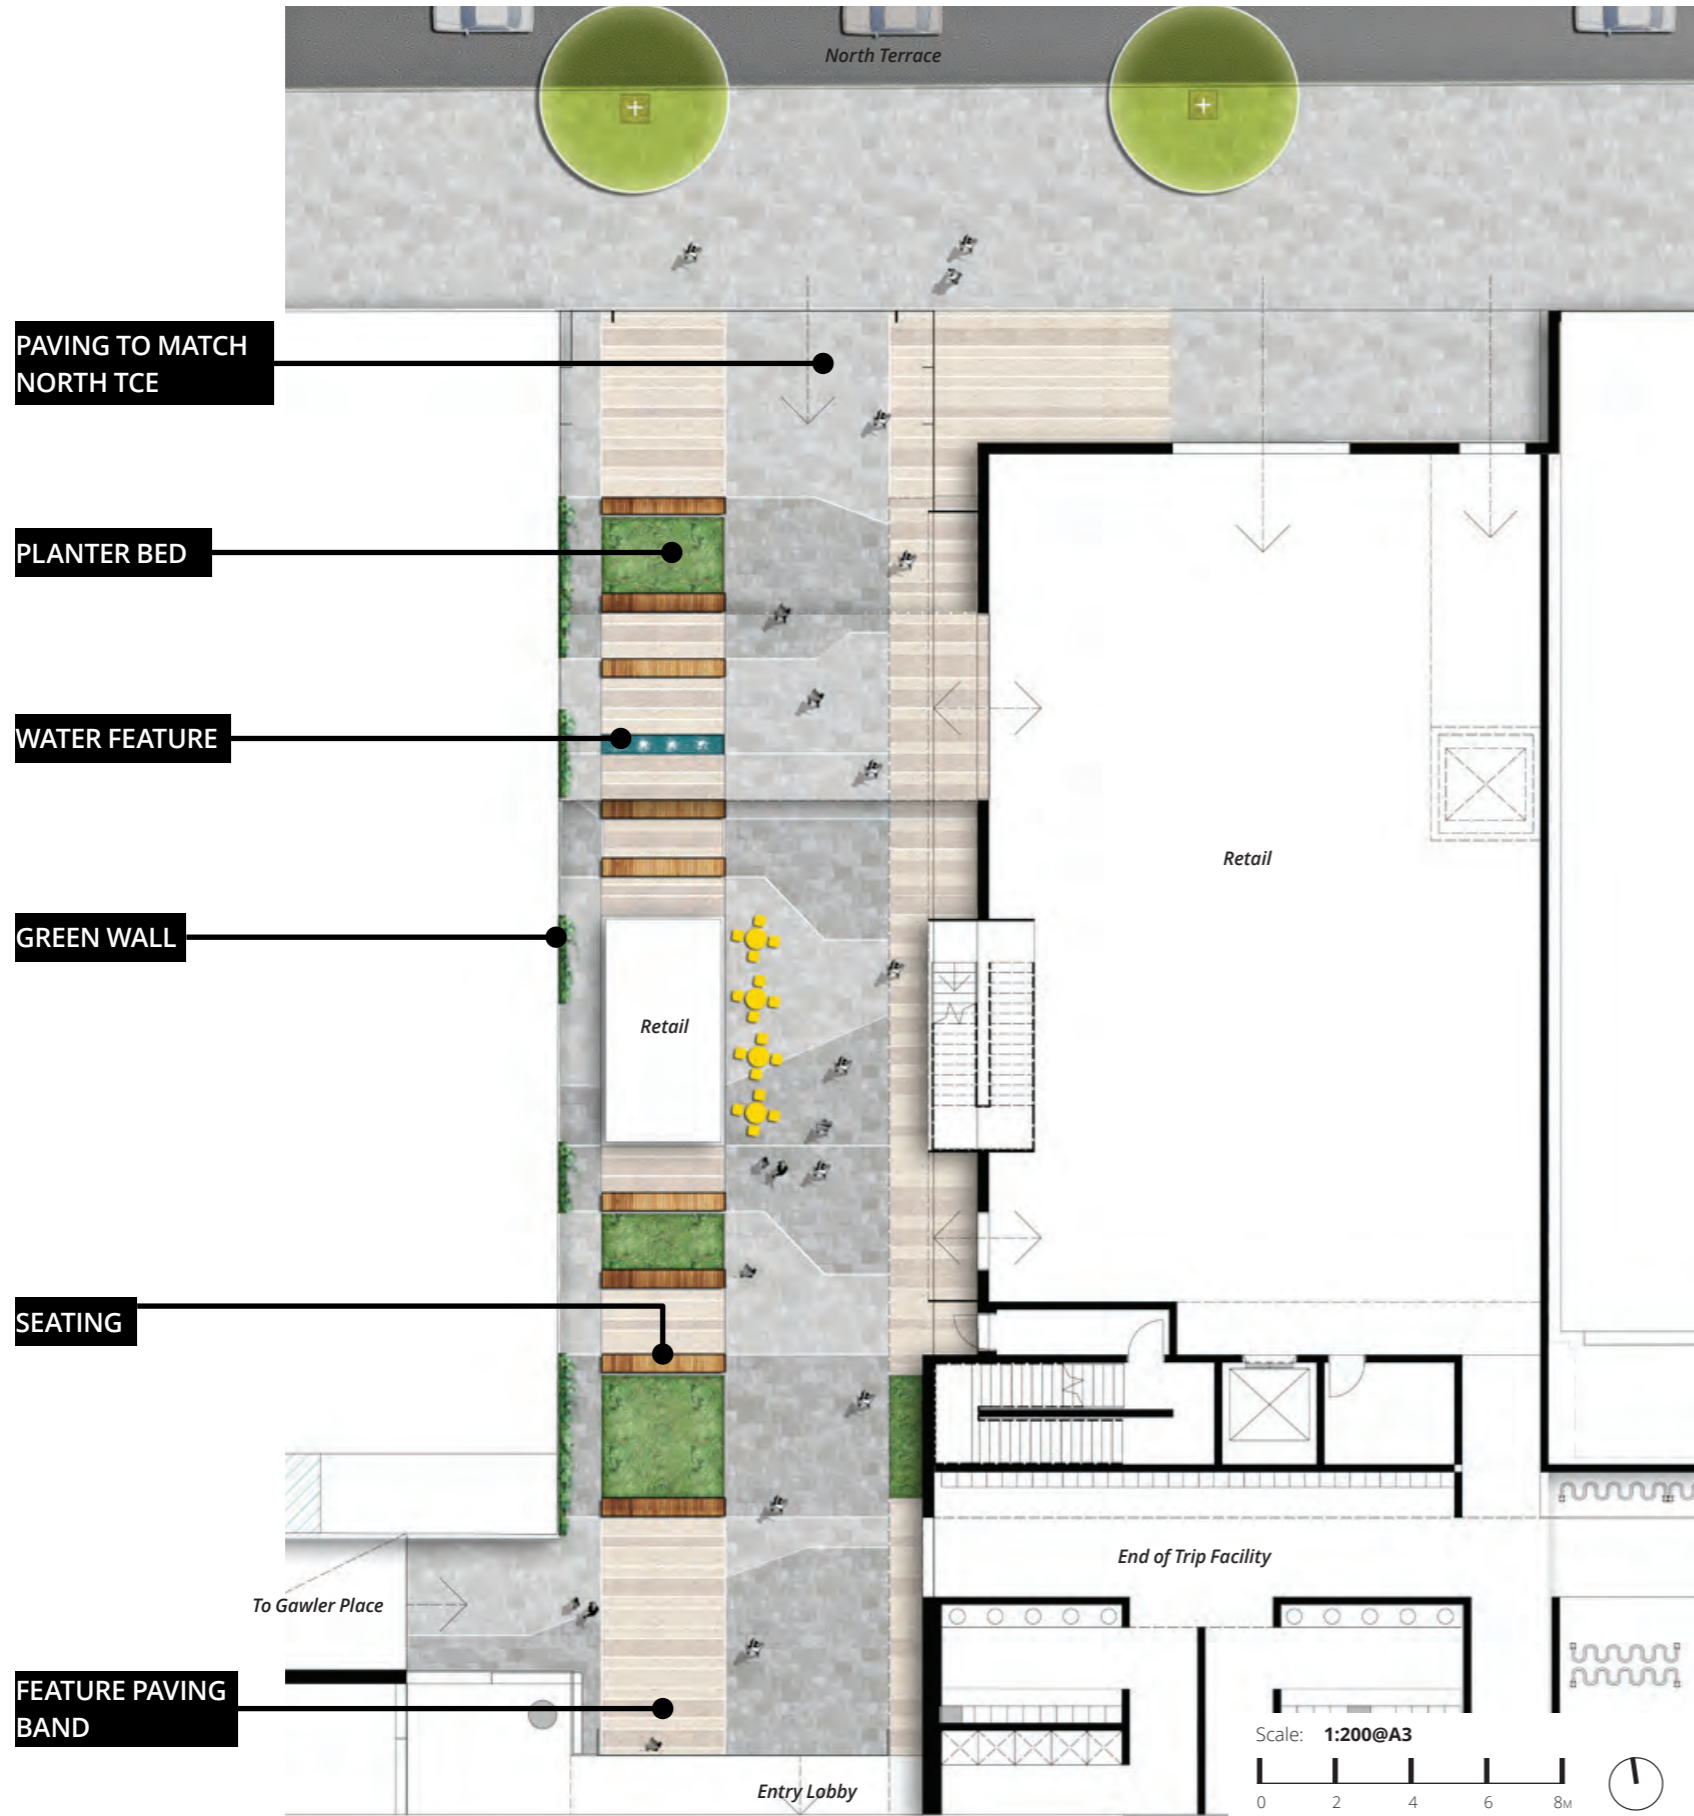 North Terrace
PAVING TO MATCH
NORTH TCE
PLANTER BED
WATER FEATURE
Retail
GREEN WALL
Retail
SEATING
End of Trip Facility
To Gawler Place
FEATURE PAVING
BAND
Scale: 1:200@A3
0 2 4 6 8M
Entry Lobby